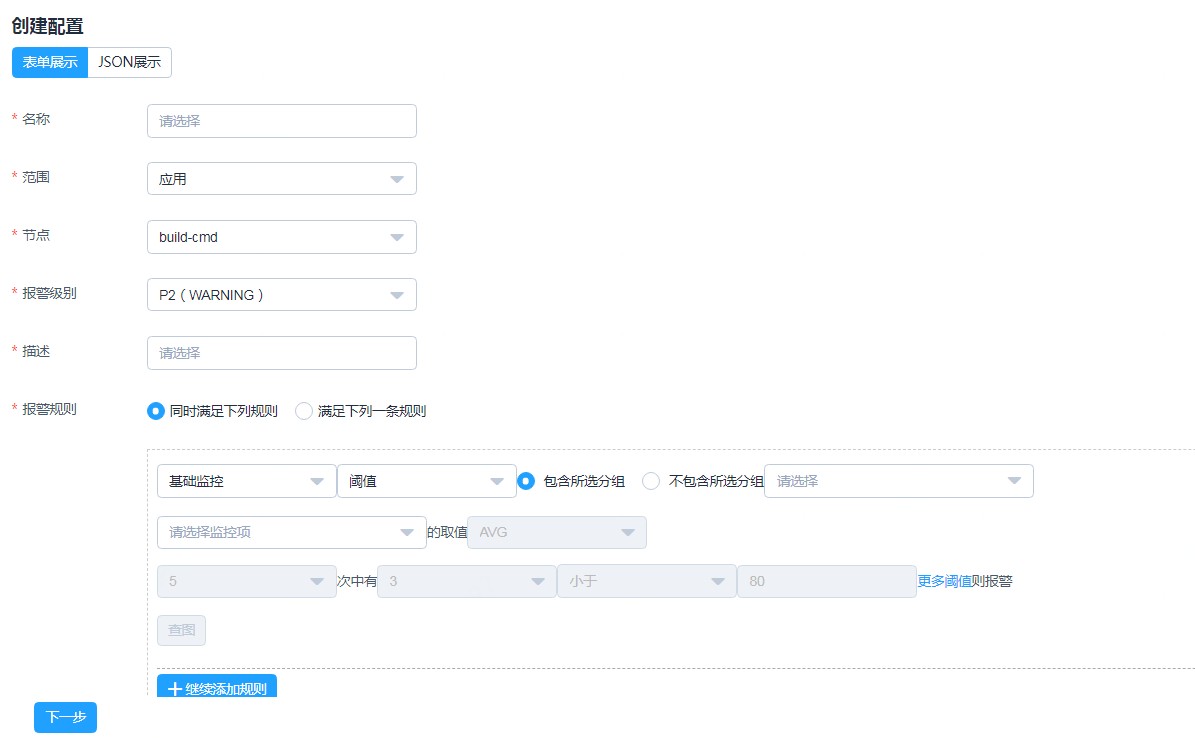 创建配置
表单展示 JSON展示
* 名称 请选择
* 范围 应用
* 节点 build-cmd
* 报警级别 P2（WARNING）
* 描述 请选择
* 报警规则 同时满足下列规则 满足下列一条规则
基础监控 阈值 包含所选分组 不包含所选分组 请选择
请选择监控项 的取值 AVG
5 次中有 3 小于 80 更多阈值则报警
查图
+继续添加规则
下一步